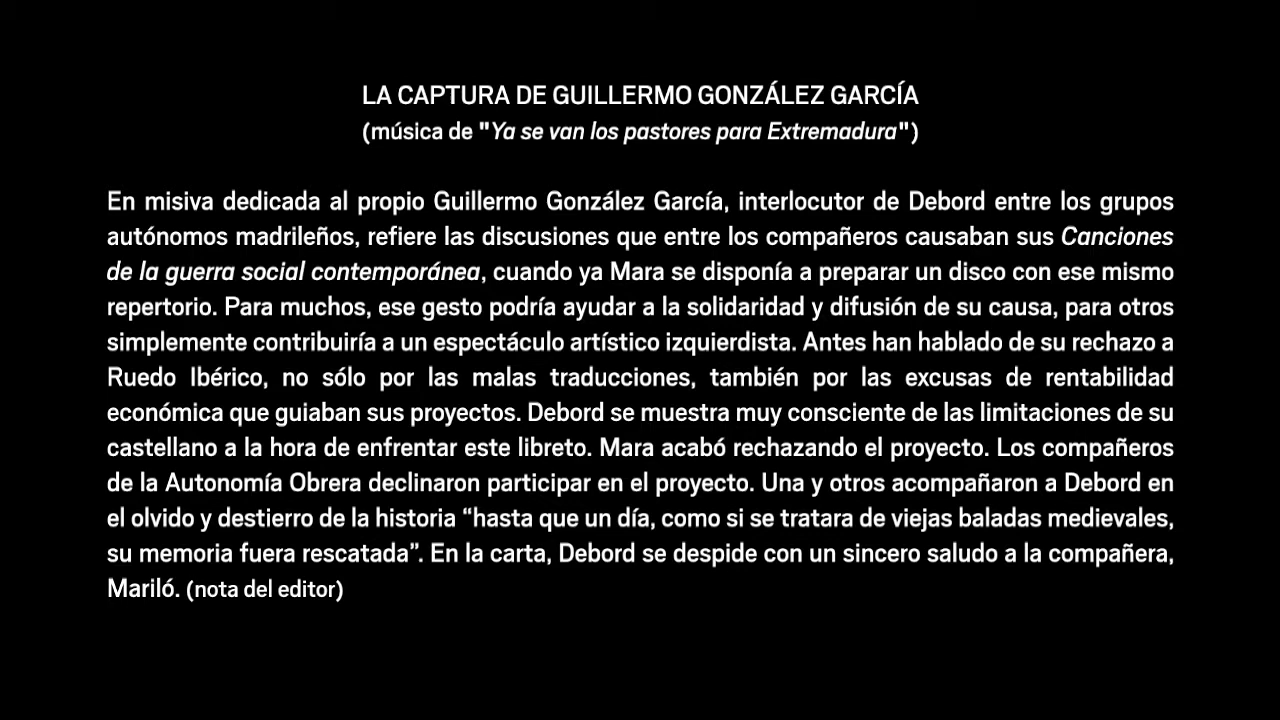 LA CAPTURA DE GUILLERMO GONZÁLEZ GARCÍA
(música de "Ya se van los pastores para Extremadura")
En misiva dedicada al propio Guillermo González García, interlocutor de Debord entre los grupos
autónomos madrileños, refiere las discusiones que entre los compañeros causaban sus Canciones
de la guerra social contemporánea, cuando ya Mara se disponía a preparar un disco con ese mismo
repertorio. Para muchos, ese gesto podría ayudar a la solidaridad y difusión de su causa, para otros
simplemente contribuiría a un espectáculo artístico izquierdista. Antes han hablado de su rechazo a
Ruedo Ibérico, no sólo por las malas traducciones, también por las excusas de rentabilidad
económica que guiaban sus proyectos. Debord se muestra muy consciente de las limitaciones de su
castellano a la hora de enfrentar este libreto. Mara acabó rechazando el proyecto. Los compañeros
de la Autonomía Obrera declinaron participar en el proyecto. Una y otros acompañaron a Debord en
el olvido y destierro de la historia “hasta que un día, como si se tratara de viejas baladas medievales,
su memoria fuera rescatada”. En la carta, Debord se despide con un sincero saludo a la compañera,
Mariló. (nota del editor)